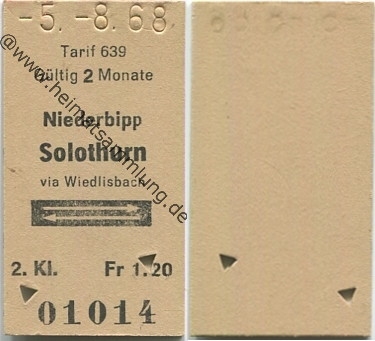 -5.-8.68
Tarif 639
Gültig 2 Monate
Niederbipp
Solothurn
via Wiedlisbach
2. Kl. Fr 1.20
01014
@www.heimatsammlung.de